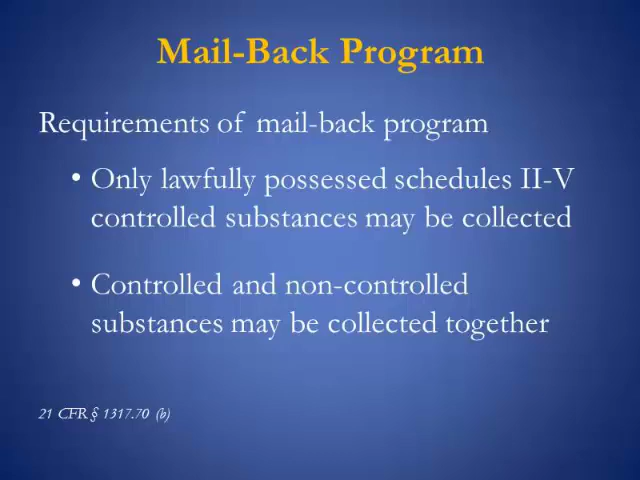 Mail-Back Program
Requirements of mail-back program
• Only lawfully possessed schedules II-V
controlled substances may be collected
• Controlled and non-controlled
substances may be collected together
21 CFR § 1317.70 (b)